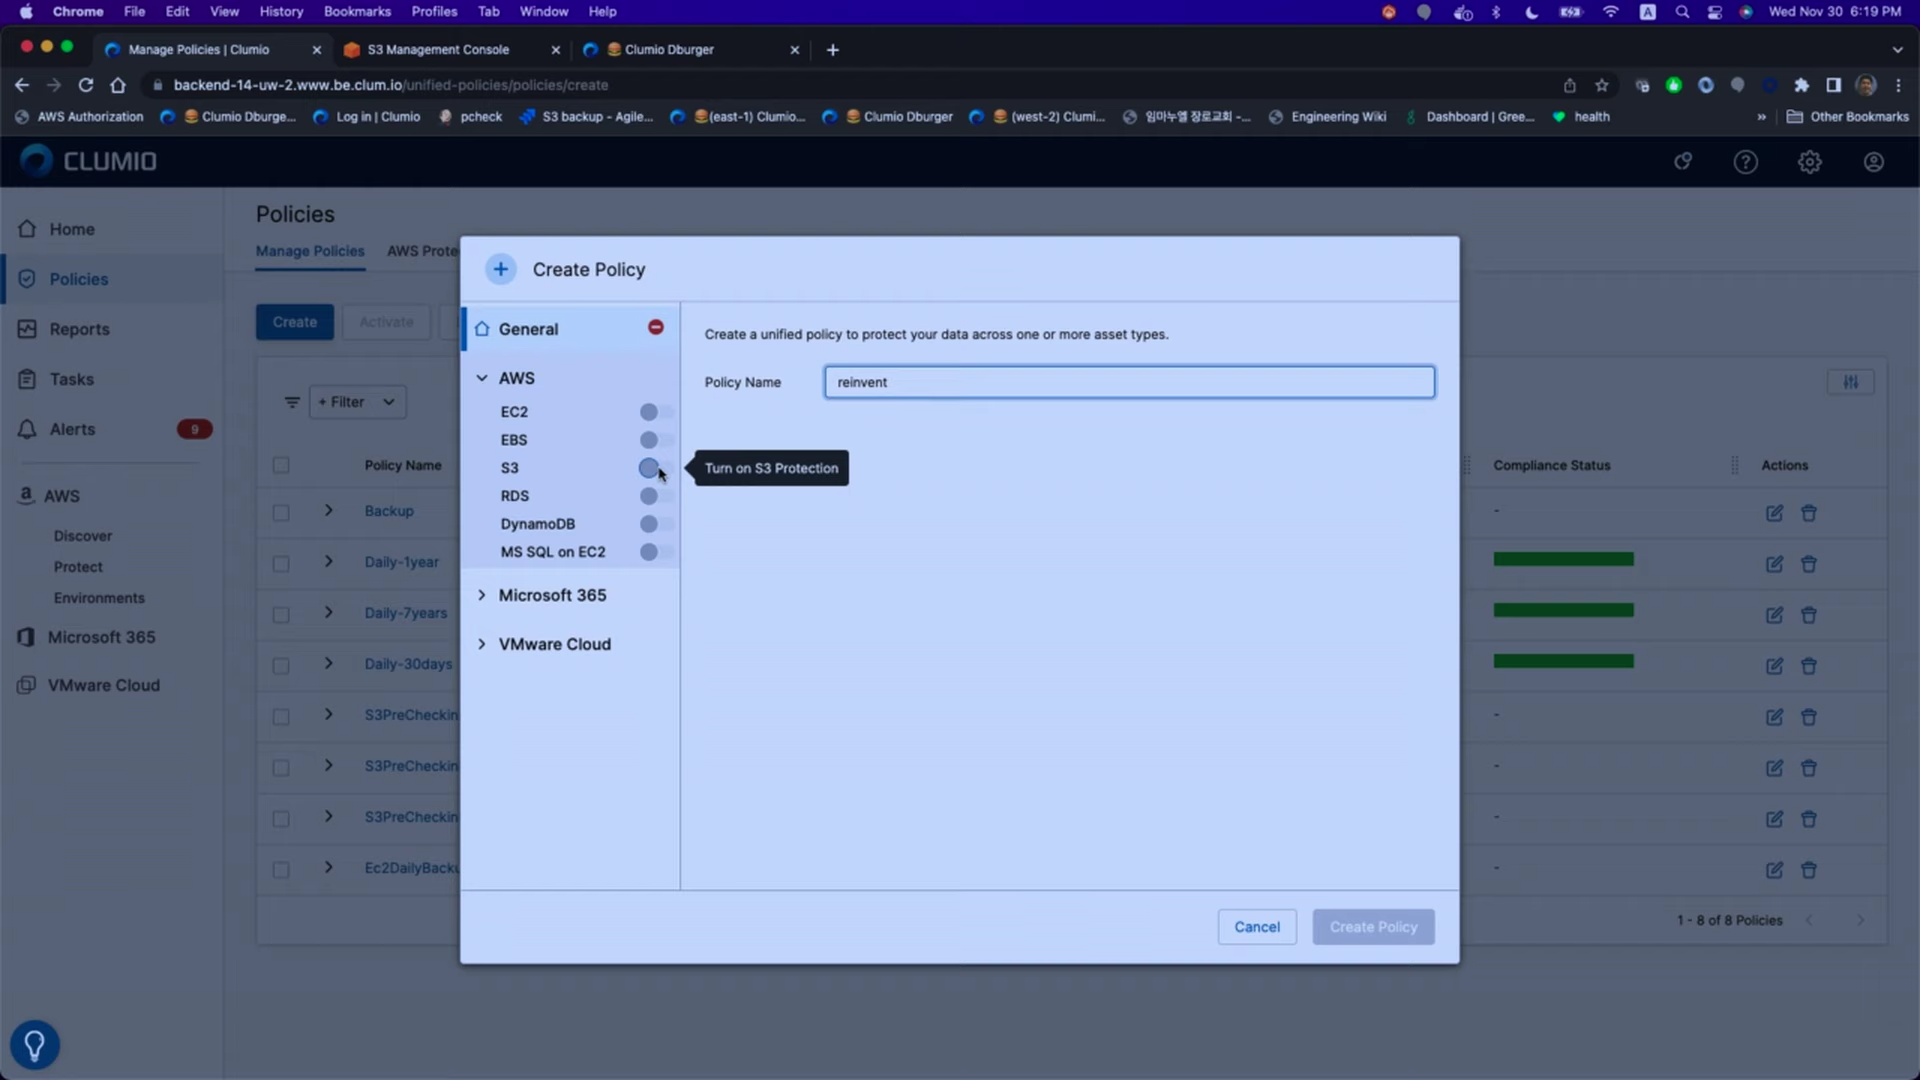 Chrome File Edit View History Bookmarks Profiles Tab Window Help
A
Wed Nov 30 6:19 PM
Manage Policies | Clumio
S3 Management Console
Clumio Dburger
backend-14-uw-2.www.be.clum.io/unified-policies/policies/create
AWS Authorization
Clumio Dburge...
Log in | Clumio
pcheck
S3 backup - Agile...
(east-1) Clumio...
Clumio Dburger
(west-2) Clumi...
임마누엘 장로교회 -...
Engineering Wiki
Dashboard | Gree...
health
»
Other Bookmarks
CLUMIO
Home
Policies
Reports
Tasks
Alerts 9
AWS
Discover
Protect
Environments
Microsoft 365
VMware Cloud
Policies
Manage Policies AWS Prote
Create Activate
+ Filter
Policy Name
Compliance Status
Actions
Backup -
Daily-1year
Daily-7years
Daily-30days
S3PreCheckin -
S3PreCheckin -
S3PreCheckin -
Ec2DailyBacku -
1 - 8 of 8 Policies
Create Policy
General
AWS
EC2
EBS
S3
RDS
DynamoDB
MS SQL on EC2
Microsoft 365
VMware Cloud
Turn on S3 Protection
Create a unified policy to protect your data across one or more asset types.
Policy Name reinvent
Cancel Create Policy